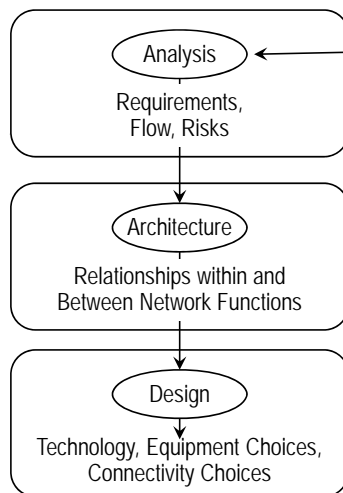 Analysis
Requirements,
Flow, Risks
Architecture
Relationships within and
Between Network Functions
Design
Technology, Equipment Choices,
Connectivity Choices